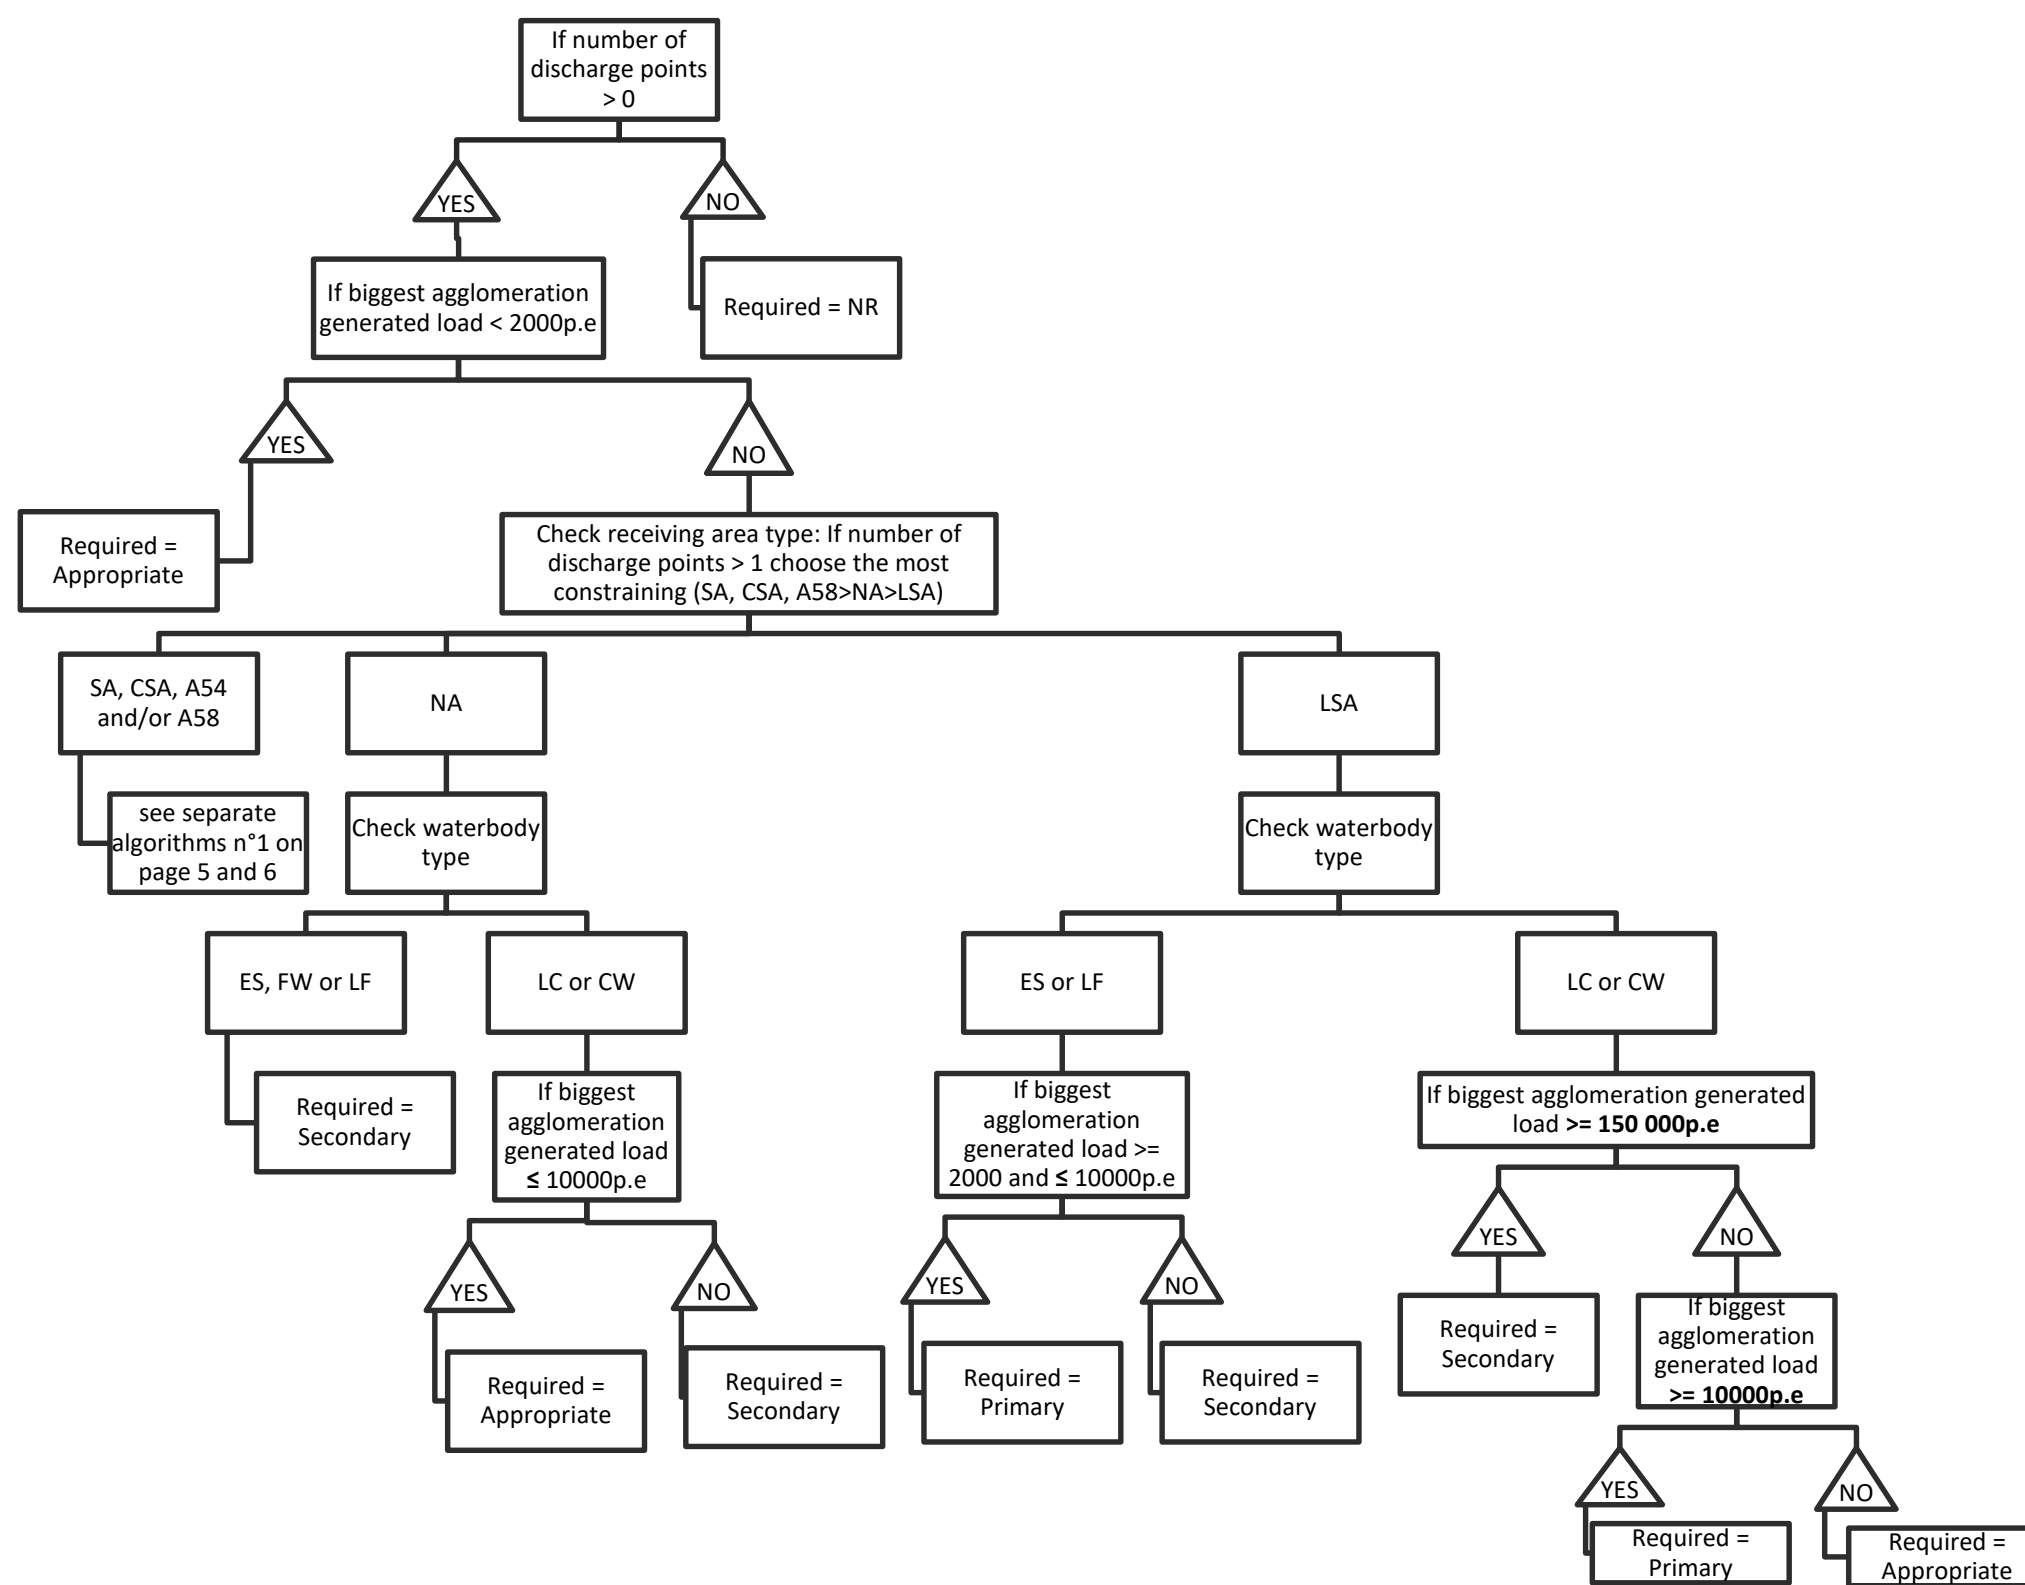 If number of
discharge points
> 0
YES
NO
If biggest agglomeration
generated load < 2000p.e
Required = NR
YES
NO
Required =
Appropriate
Check receiving area type: If number of
discharge points > 1 choose the most
constraining (SA, CSA, A58>NA>LSA)
SA, CSA, A54
and/or A58
NA
LSA
see separate
algorithms n°1 on
page 5 and 6
Check waterbody
type
Check waterbody
type
ES, FW or LF
LC or CW
ES or LF
LC or CW
Required =
Secondary
If biggest
agglomeration
generated load
≤ 10000p.e
If biggest
agglomeration
generated load >=
2000 and ≤ 10000p.e
If biggest agglomeration generated
load >= 150 000p.e
YES
NO
YES
NO
YES
NO
Required =
Appropriate
Required =
Secondary
Required =
Primary
Required =
Secondary
Required =
Secondary
If biggest
agglomeration
generated load
>= 10000p.e
YES
NO
Required =
Primary
Required =
Appropriate